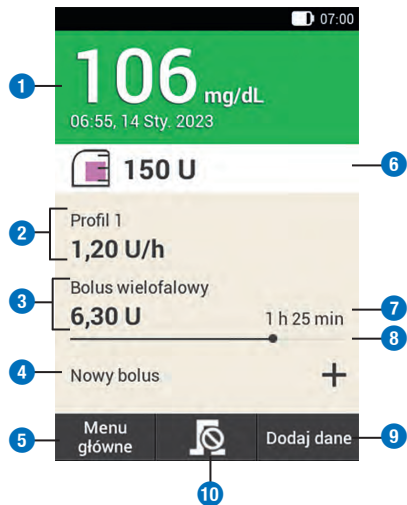 07:00
1
106 mg/dL
06:55, 14 Sty. 2023
150 U
6
2
Profil 1
1,20 U/h
3
Bolus wielofalowy
6,30 U
1 h 25 min
7
8
4
Nowy bolus
+
5
Menu
główne
Dodaj dane
9
10